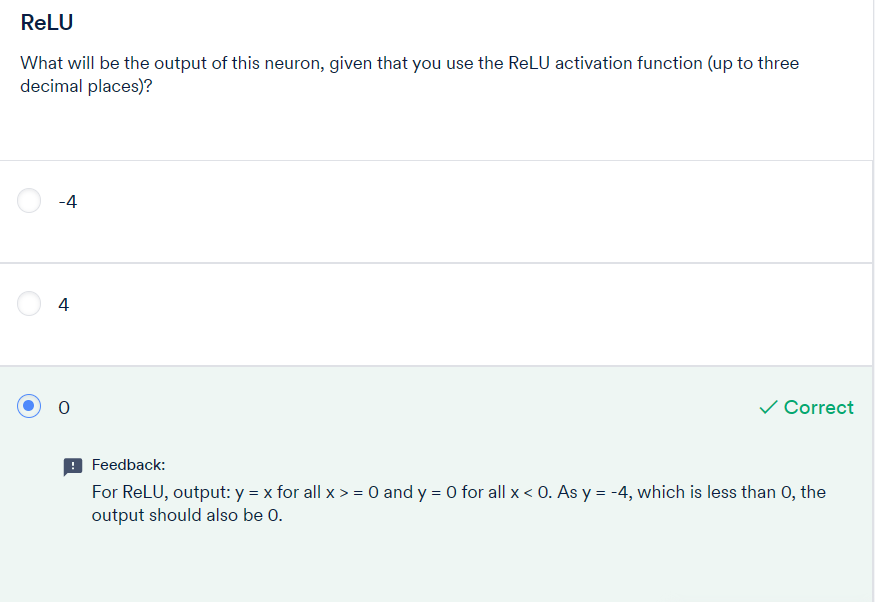 ReLU
What will be the output of this neuron, given that you use the ReLU activation function (up to three
decimal places)?
-4
4
0
Correct
Feedback:
For ReLU, output: y = x for all x > = 0 and y = 0 for all x < 0. As y = -4, which is less than 0, the
output should also be 0.